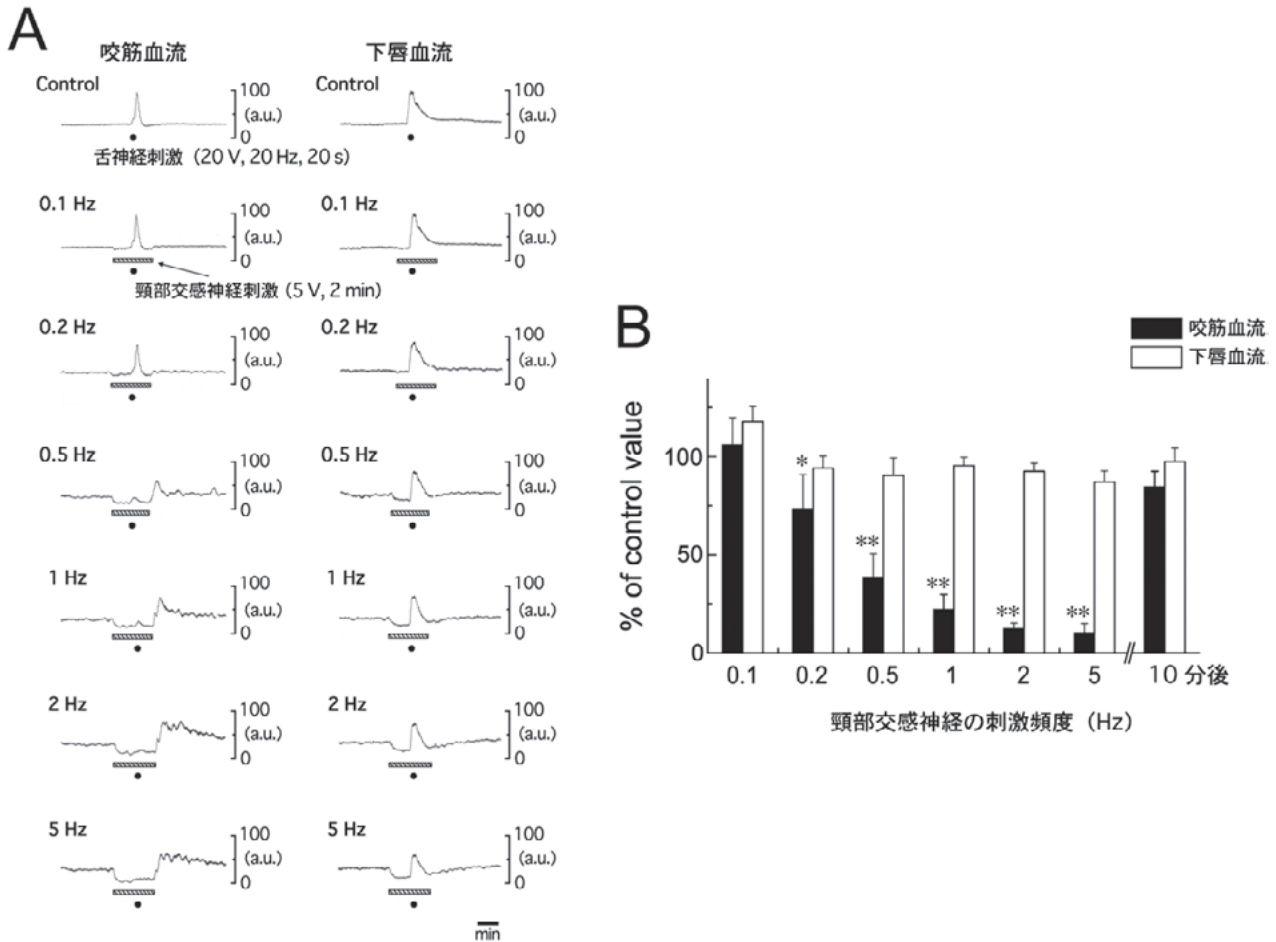 A
咬筋血流
下唇血流
Control
100
(a.u.)
0
Control
100
(a.u.)
0
舌神経刺激（20 V, 20 Hz, 20 s）
0.1 Hz
100
(a.u.)
0
0.1 Hz
100
(a.u.)
0
頸部交感神経刺激（5 V, 2 min）
0.2 Hz
100
(a.u.)
0
0.2 Hz
100
(a.u.)
0
0.5 Hz
100
(a.u.)
0
0.5 Hz
100
(a.u.)
0
1 Hz
100
(a.u.)
0
1 Hz
100
(a.u.)
0
2 Hz
100
(a.u.)
0
2 Hz
100
(a.u.)
0
5 Hz
100
(a.u.)
0
5 Hz
100
(a.u.)
0
min
B
咬筋血流
下唇血流
% of control value
100
50
0
*
**
**
**
**
0.1 0.2 0.5 1 2 5 10 分後
頸部交感神経の刺激頻度（Hz）